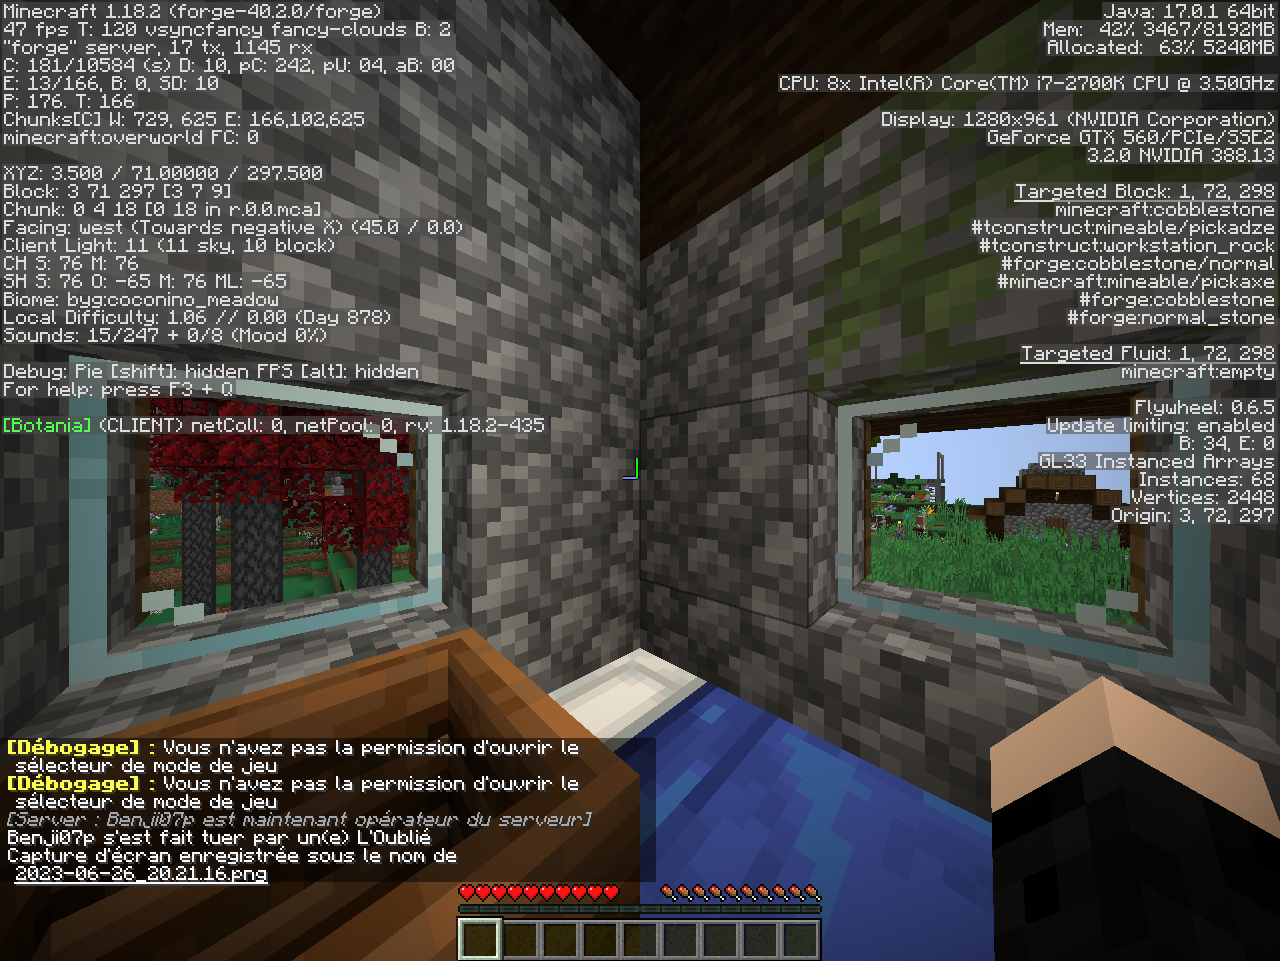 Minecraft 1.18.2 (forge-40.2.0/forge)
47 fps T: 120 vsyncfancy fancy-clouds B: 2
"forge" server, 17 tx, 1145 rx
C: 181/10584 (s) D: 10, pC: 242, pU: 04, aB: 00
E: 13/166, B: 0, SD: 10
P: 176. T: 166
Chunks[C] W: 729, 625 E: 166,102,625
minecraft:overworld FC: 0
XYZ: 3.500 / 71.00000 / 297.500
Block: 3 71 297 [3 7 9]
Chunk: 0 4 18 [0 18 in r.0.0.mca]
Facing: west (Towards negative X) (45.0 / 0.0)
Client Light: 11 (11 sky, 10 block)
CH S: 76 M: 76
SH S: 76 O: -65 M: 76 ML: -65
Biome: byg:coconino_meadow
Local Difficulty: 1.06 // 0.00 (Day 878)
Sounds: 15/247 + 0/8 (Mood 0%)
Debug: Pie [shift]: hidden FPS [alt]: hidden
For help: press F3 + Q
[Botania] (CLIENT) netColl: 0, netPool: 0, rv: 1.18.2-435
Java: 17.0.1 64bit
Mem: 42% 3467/8192MB
Allocated: 63% 5240MB
CPU: 8x Intel(R) Core(TM) i7-2700K CPU @ 3.50GHz
Display: 1280x961 (NVIDIA Corporation)
GeForce GTX 560/PCIe/SSE2
3.2.0 NVIDIA 388.13
Targeted Block: 1, 72, 298
minecraft:cobblestone
#tconstruct:mineable/pickadze
#tconstruct:workstation_rock
#forge:cobblestone/normal
#minecraft:mineable/pickaxe
#forge:cobblestone
#forge:normal_stone
Targeted Fluid: 1, 72, 298
minecraft:empty
Flywheel: 0.6.5
Update limiting: enabled
B: 34, E: 0
GL33 Instanced Arrays
Instances: 68
Vertices: 2448
Origin: 3, 72, 297
[Débogage] : Vous n'avez pas la permission d'ouvrir le
sélecteur de mode de jeu
[Débogage] : Vous n'avez pas la permission d'ouvrir le
sélecteur de mode de jeu
[Server : Benji07p est maintenant opérateur du serveur]
Benji07p s'est fait tuer par un(e) L'Oublié
Capture d'écran enregistrée sous le nom de
2023-06-26_20.21.16.png